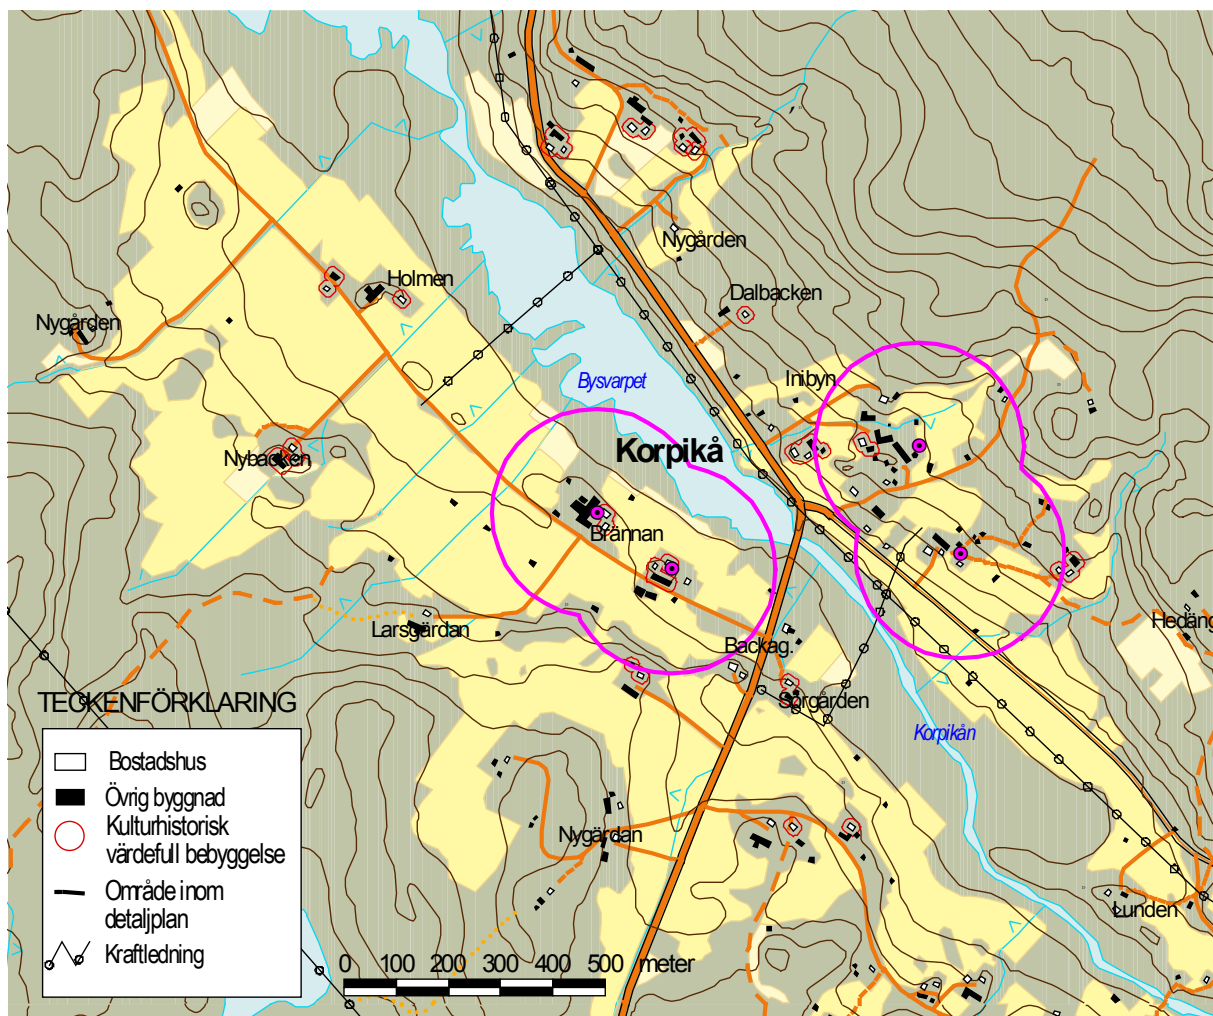 Nygården
Holmen
Dalbacken
Nygården
Bysvarpet
Inibyn
Korpikå
Nybacken
Brännan
Larsgärdan
Backag.
Hedäng
Sörgården
Korpikån
TECKENFÖRKLARING
Bostadshus
Övrig byggnad
Kulturhistorisk
värdefull bebyggelse
Område inom
detaljplan
Kraftledning
Nygärdan
Lunden
0 100 200 300 400 500 meter